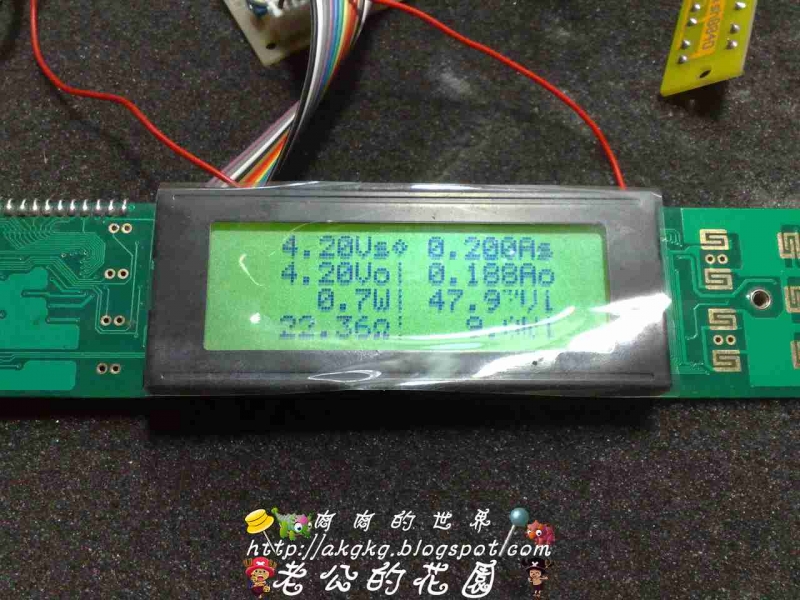 4.20Vs 0.200As
4.20Vo 0.188Ao
0.7W 47.9"Vi
22.36Ω
肉肉的世界
http://akgkg.blogspot.com/
老公的花園